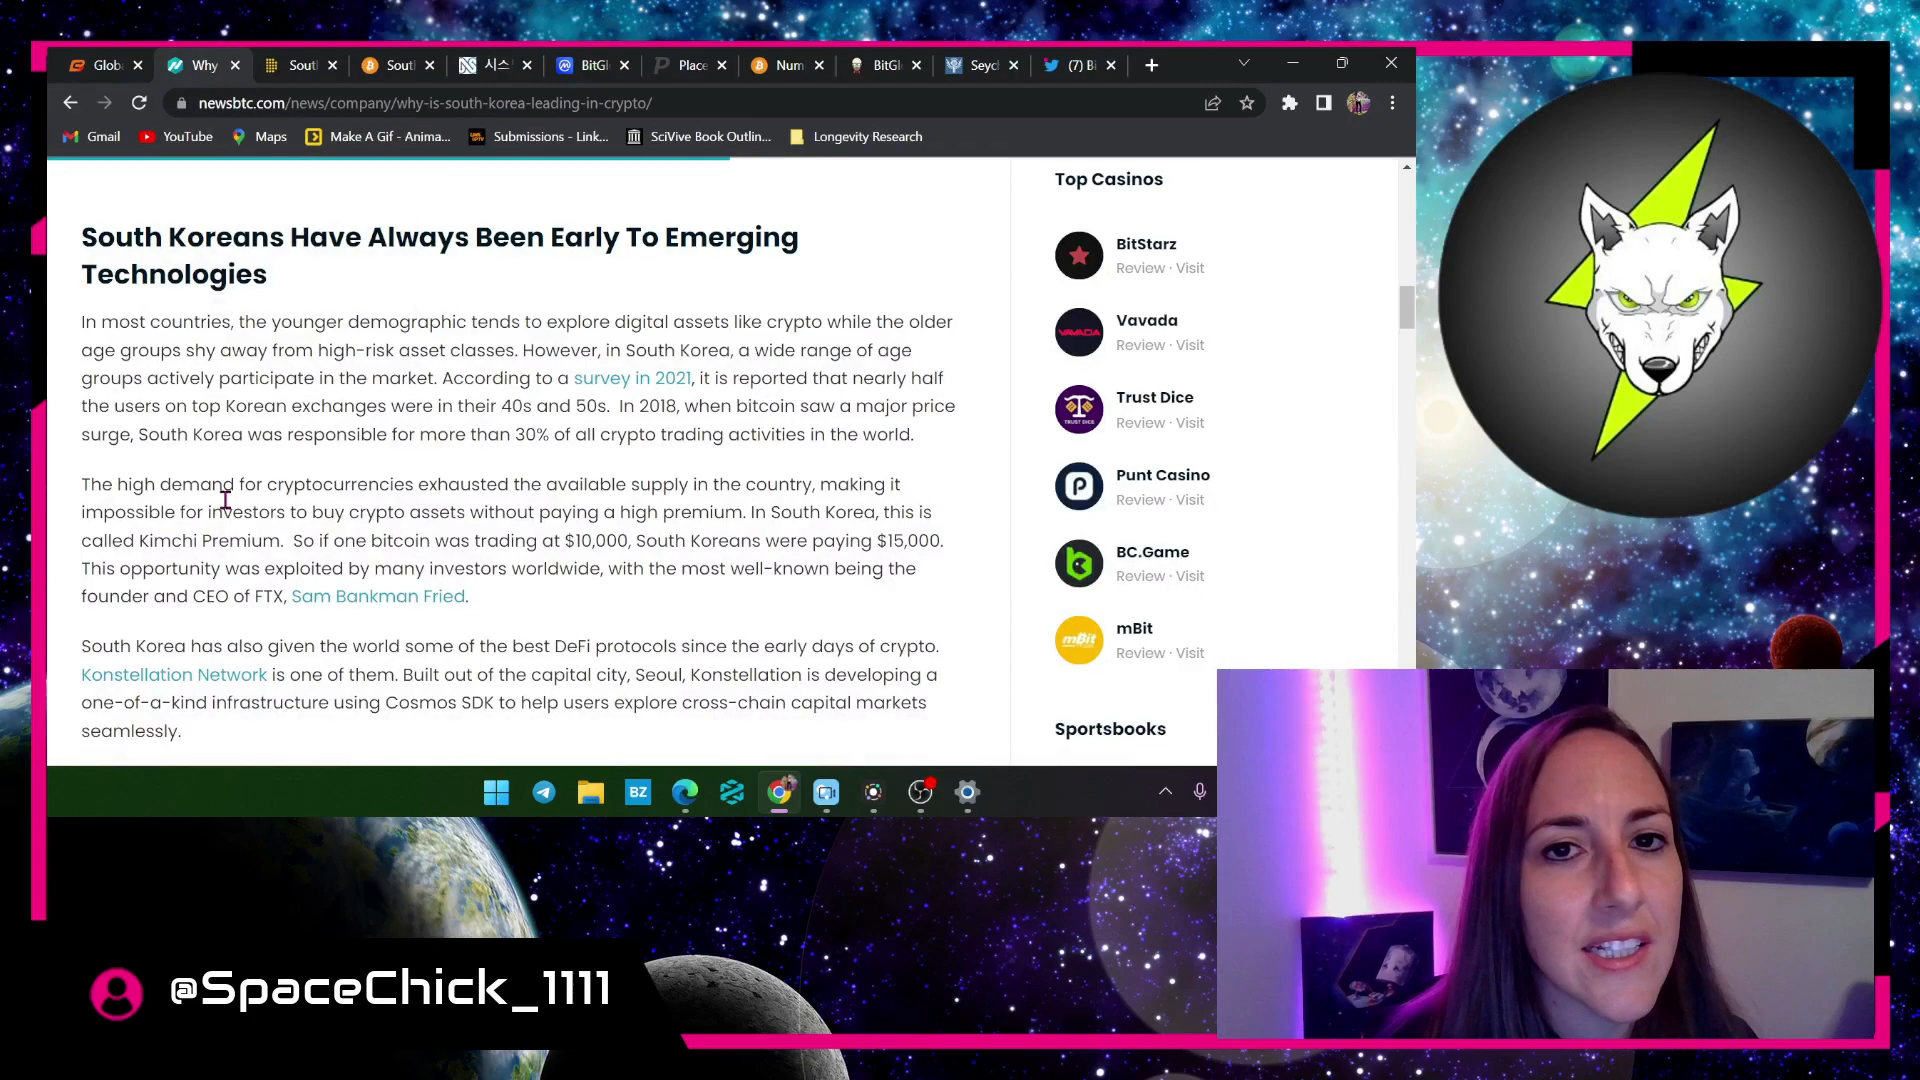 Glob
Why
Sout
Sout
시스
BitGl
Place
Num
BitGl
Seych
(7) Bi
newsbtc.com/news/company/why-is-south-korea-leading-in-crypto/
Gmail
YouTube
Maps
Make A Gif - Anima...
Submissions - Link...
SciVive Book Outlin...
Longevity Research
South Koreans Have Always Been Early To Emerging
Technologies
In most countries, the younger demographic tends to explore digital assets like crypto while the older
age groups shy away from high-risk asset classes. However, in South Korea, a wide range of age
groups actively participate in the market. According to a survey in 2021, it is reported that nearly half
the users on top Korean exchanges were in their 40s and 50s. In 2018, when bitcoin saw a major price
surge, South Korea was responsible for more than 30% of all crypto trading activities in the world.
The high demand for cryptocurrencies exhausted the available supply in the country, making it
impossible for investors to buy crypto assets without paying a high premium. In South Korea, this is
called Kimchi Premium. So if one bitcoin was trading at $10,000, South Koreans were paying $15,000.
This opportunity was exploited by many investors worldwide, with the most well-known being the
founder and CEO of FTX, Sam Bankman Fried.
South Korea has also given the world some of the best DeFi protocols since the early days of crypto.
Konstellation Network is one of them. Built out of the capital city, Seoul, Konstellation is developing a
one-of-a-kind infrastructure using Cosmos SDK to help users explore cross-chain capital markets
seamlessly.
Top Casinos
BitStarz
Review · Visit
VAVADA
Vavada
Review · Visit
TRUST DICE
Trust Dice
Review · Visit
Punt Casino
Review · Visit
BC.Game
Review · Visit
mBit
mBit
Review · Visit
Sportsbooks
BZ
@SpaceChick_1111